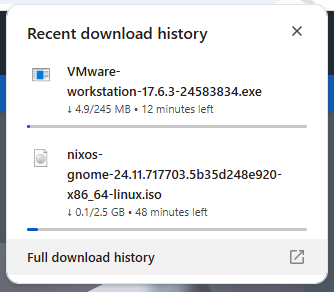 Recent download history
VMware-
workstation-17.6.3-24583834.exe
↓ 4.9/245 MB • 12 minutes left
nixos-
gnome-24.11.717703.5b35d248e920-
x86_64-linux.iso
↓ 0.1/2.5 GB • 48 minutes left
Full download history